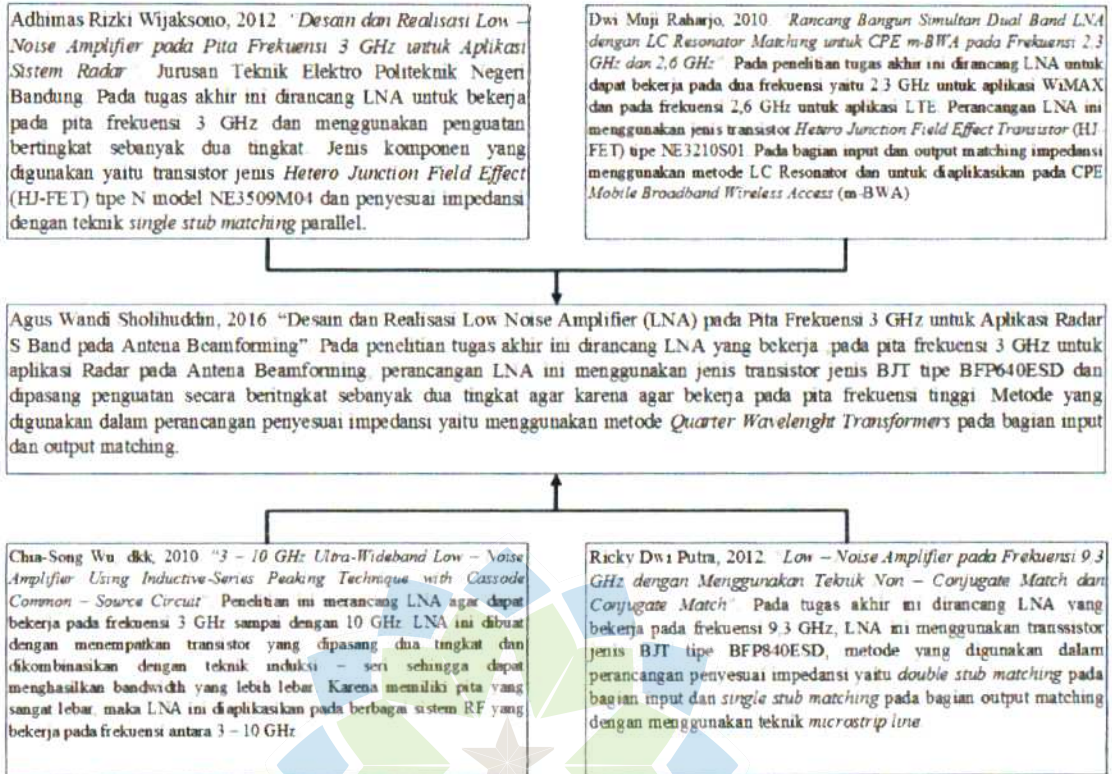 Adhimas Rizki Wijaksono, 2012. "Desain dan Realisasi Low –
Noise Amplifier pada Pita Frekuensi 3 GHz untuk Aplikasi
Sistem Radar" Jurusan Teknik Elektro Politeknik Negeri
Bandung. Pada tugas akhir ini dirancang LNA untuk bekerja
pada pita frekuensi 3 GHz dan menggunakan penguatan
bertingkat sebanyak dua tingkat. Jenis komponen yang
digunakan yaitu transistor jenis Hetero Junction Field Effect
(HJ-FET) tipe N model NE3509M04 dan penyesuai impedansi
dengan teknik single stub matching parallel.
Dwi Muji Raharjo, 2010. Rancang Bangun Simultan Dual Band LNA
dengan LC Resonator Matching untuk CPE m-BWA pada Frekuensi 2,3
GHz dan 2,6 GHz" Pada penelitian tugas akhir ini dirancang LNA untuk
dapat bekerja pada dua frekuensi yaitu 2.3 GHz untuk aplikasi WiMAX
dan pada frekuensi 2,6 GHz untuk aplikasi LTE. Perancangan LNA ini
menggunakan jenis transistor Hetero Junction Field Effect Transistor (HJ-
FET) tipe NE3210S01. Pada bagian input dan output matching impedansi
menggunakan metode LC Resonator dan untuk diaplikasikan pada CPE
Mobile Broadband Wireless Access (m-BWA)
Agus Wandi Sholihuddin, 2016 "Desain dan Realisasi Low Noise Amplifier (LNA) pada Pita Frekuensi 3 GHz untuk Aplikasi Radar
S Band pada Antena Beamforming" Pada penelitian tugas akhir ini dirancang LNA yang bekerja pada pita frekuensi 3 GHz untuk
aplikasi Radar pada Antena Beamforming, perancangan LNA ini menggunakan jenis transistor jenis BJT tipe BFP640ESD dan
dipasang penguatan secara beritngkat sebanyak dua tingkat agar karena agar bekerja pada pita frekuensi tinggi. Metode yang
digunakan dalam perancangan penyesuai impedansi yaitu menggunakan metode Quarter Wavelenght Transformers pada bagian input
dan output matching.
Chia-Song Wu. dkk, 2010. "3 – 10 GHz Ultra-Wideband Low – Noise
Amplifier Using Inductive-Series Peaking Technique with Cassode
Common – Source Circuit" Penelitian ini merancang LNA agar dapat
bekerja pada frekuensi 3 GHz sampai dengan 10 GHz. LNA ini dibuat
dengan menempatkan transistor yang dipasang dua tingkat dan
dikombinasikan dengan teknik induksi – seri sehingga dapat
menghasilkan bandwidth yang lebih lebar. Karena memiliki pita yang
sangat lebar, maka LNA ini diaplikasikan pada berbagai sistem RF yang
bekerja pada frekuensi antara 3 – 10 GHz
Ricky Dwi Putra, 2012. Low – Noise Amplifier pada Frekuensi 9,3
GHz dengan Menggunakan Teknik Non – Conjugate Match dan
Conjugate Match" Pada tugas akhir ini dirancang LNA yang
bekerja pada frekuensi 9,3 GHz, LNA ini menggunakan transsistor
jenis BJT tipe BFP840ESD, metode yang digunakan dalam
perancangan penyesuai impedansi yaitu double stub matching pada
bagian input dan single stub matching pada bagian output matching
dengan menggunakan teknik microstrip line